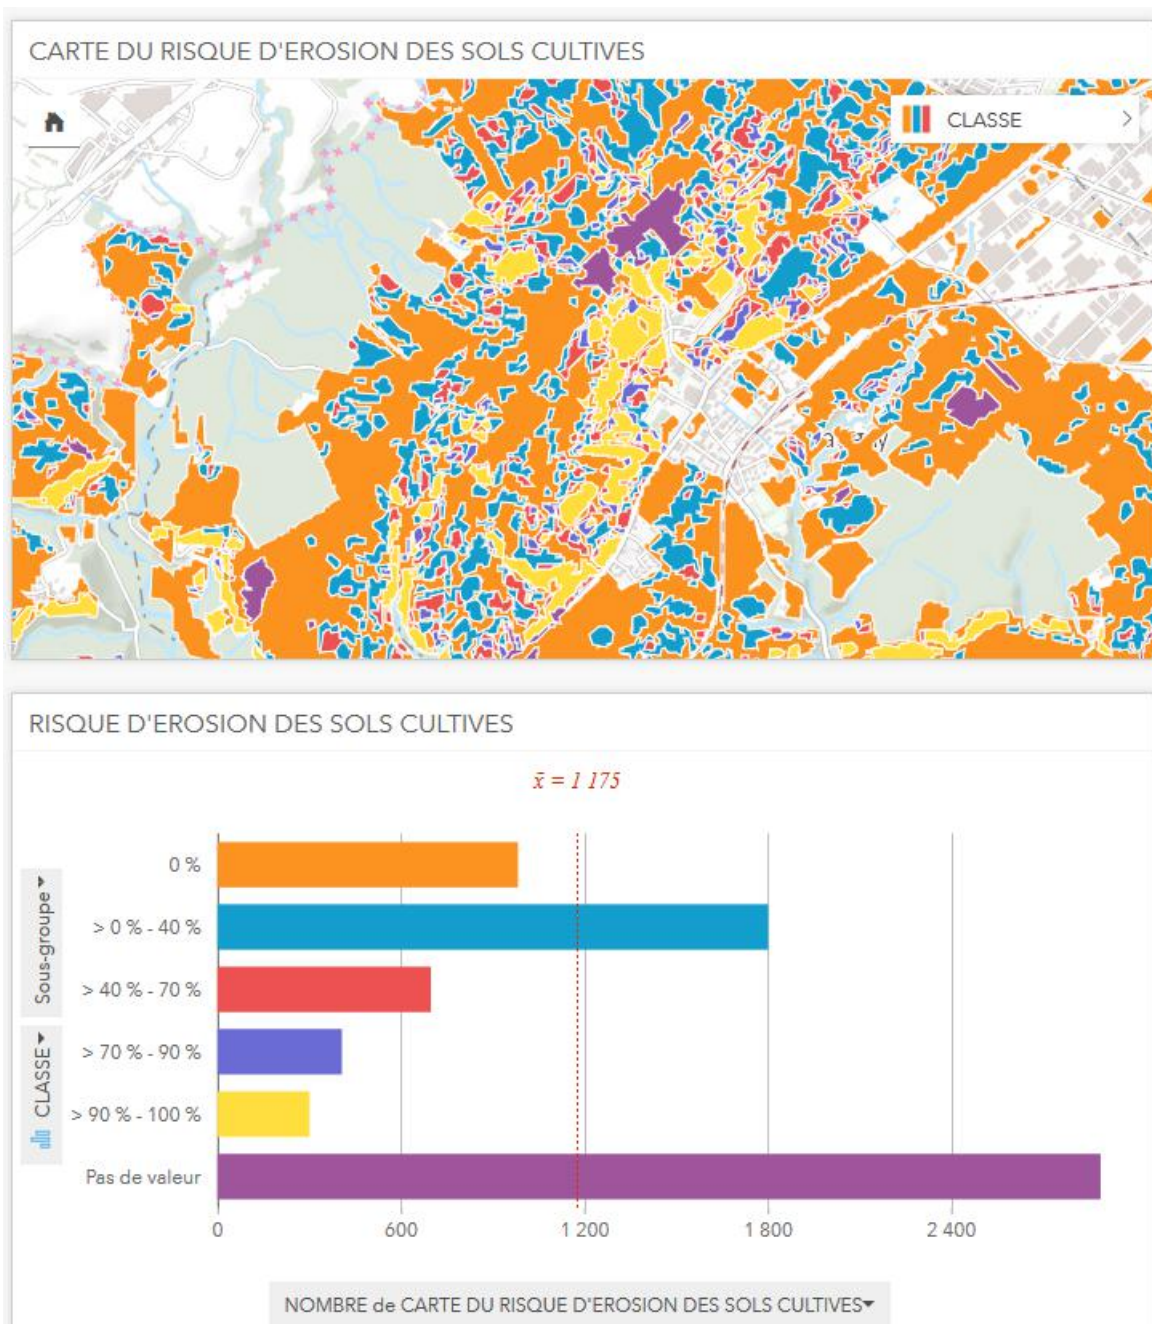 CARTE DU RISQUE D'EROSION DES SOLS CULTIVES
CLASSE
RISQUE D'EROSION DES SOLS CULTIVES
x̄ = 1 175
Sous-groupe
CLASSE
0 %
> 0 % - 40 %
> 40 % - 70 %
> 70 % - 90 %
> 90 % - 100 %
Pas de valeur
0 600 1 200 1 800 2 400
NOMBRE de CARTE DU RISQUE D'EROSION DES SOLS CULTIVES